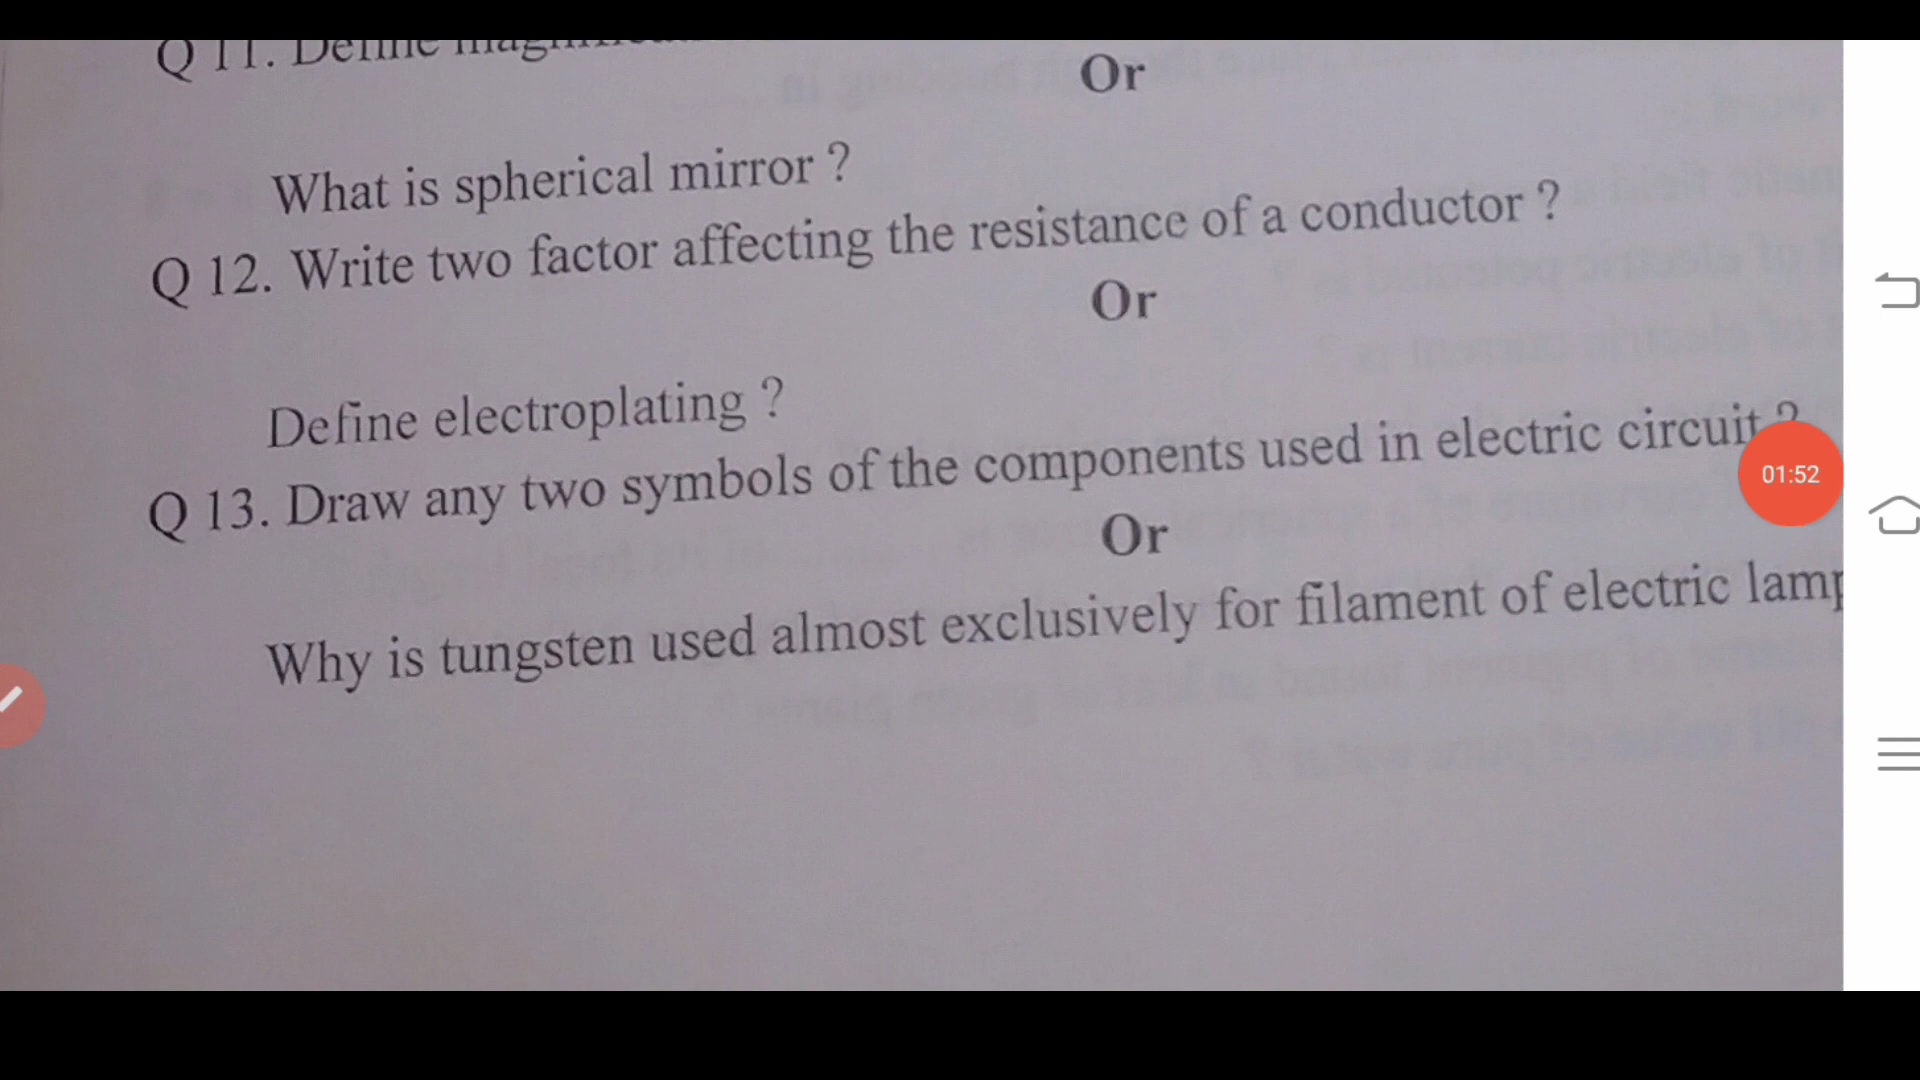 Q 11. Define
Or
What is spherical mirror ?
Q 12. Write two factor affecting the resistance of a conductor ?
Or
Define electroplating ?
Q 13. Draw any two symbols of the components used in electric circuit ?
01:52
Or
Why is tungsten used almost exclusively for filament of electric lamp